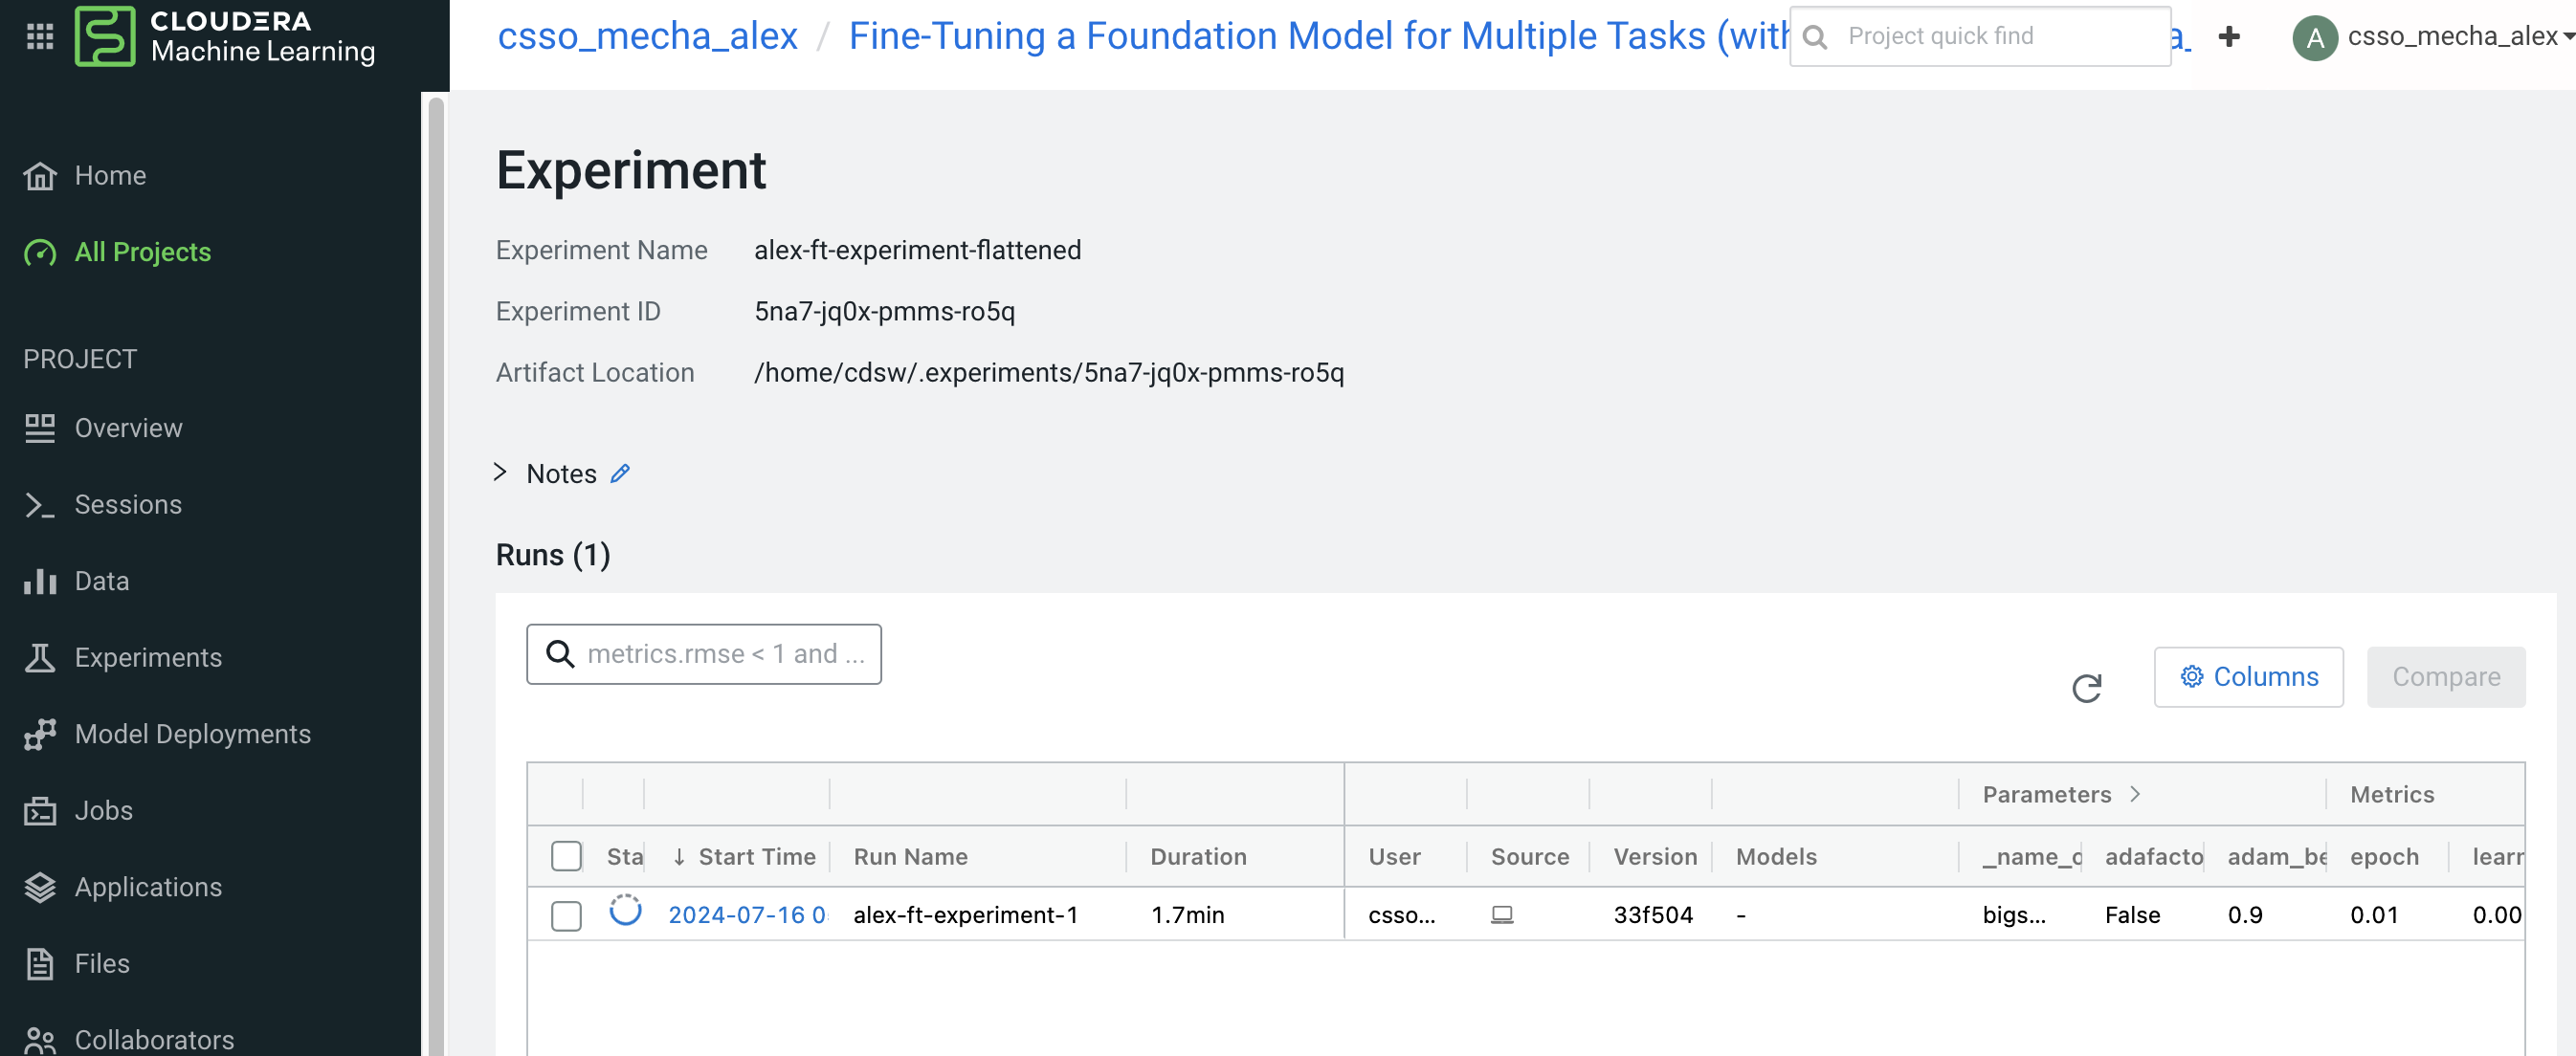 CLOUDERA
Machine Learning
csso_mecha_alex / Fine-Tuning a Foundation Model for Multiple Tasks (with
Project quick find
a_
+
A csso_mecha_alex
Home
All Projects
PROJECT
Overview
Sessions
Data
Experiments
Model Deployments
Jobs
Applications
Files
Collaborators
Experiment
Experiment Name alex-ft-experiment-flattened
Experiment ID 5na7-jq0x-pmms-ro5q
Artifact Location /home/cdsw/.experiments/5na7-jq0x-pmms-ro5q
> Notes
Runs (1)
metrics.rmse < 1 and ...
Columns
Compare
Parameters > Metrics
Sta ↓ Start Time Run Name Duration User Source Version Models _name_o adafacto adam_be epoch learr
2024-07-16 0 alex-ft-experiment-1 1.7min csso... 33f504 - bigs... False 0.9 0.01 0.00